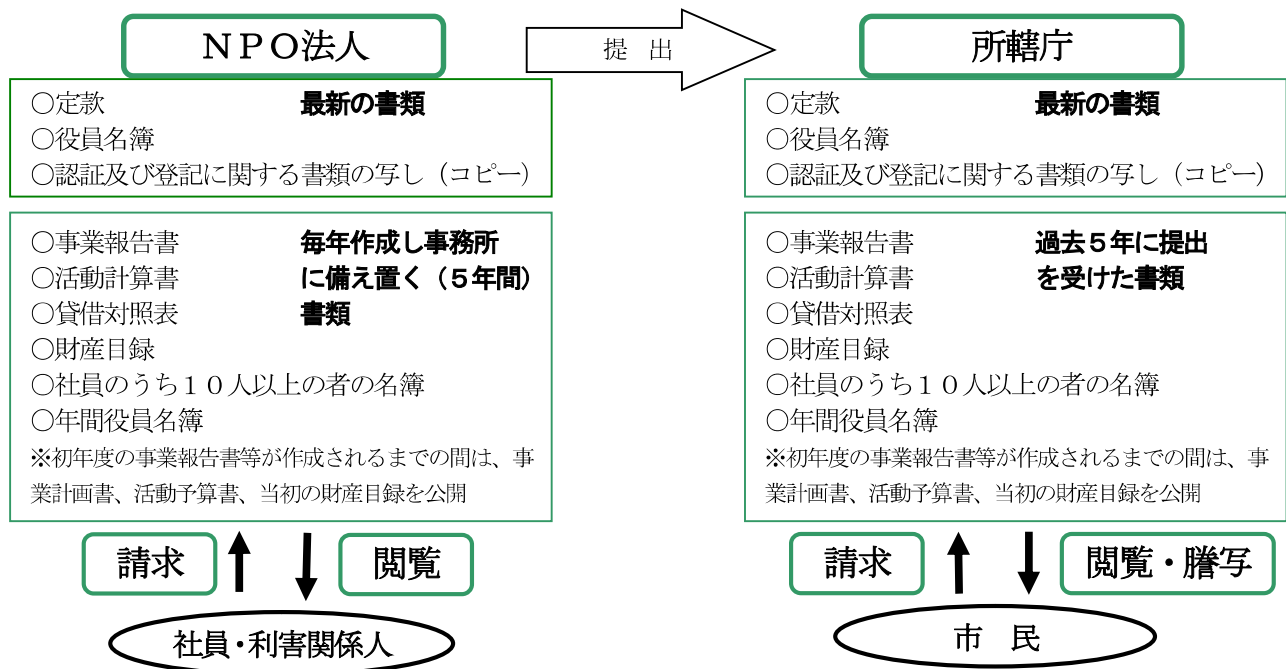 ＮＰＯ法人
提　出
所轄庁
○定款　最新の書類
○役員名簿
○認証及び登記に関する書類の写し（コピー）
○事業報告書　毎年作成し事務所
○活動計算書　に備え置く（５年間）
○貸借対照表　書類
○財産目録
○社員のうち１０人以上の者の名簿
○年間役員名簿
※初年度の事業報告書等が作成されるまでの間は、事
業計画書、活動予算書、当初の財産目録を公開
請求
閲覧
社員・利害関係人
○定款　最新の書類
○役員名簿
○認証及び登記に関する書類の写し（コピー）
○事業報告書　過去５年に提出
○活動計算書　を受けた書類
○貸借対照表
○財産目録
○社員のうち１０人以上の者の名簿
○年間役員名簿
※初年度の事業報告書等が作成されるまでの間は、事
業計画書、活動予算書、当初の財産目録を公開
請求
閲覧・謄写
市　民